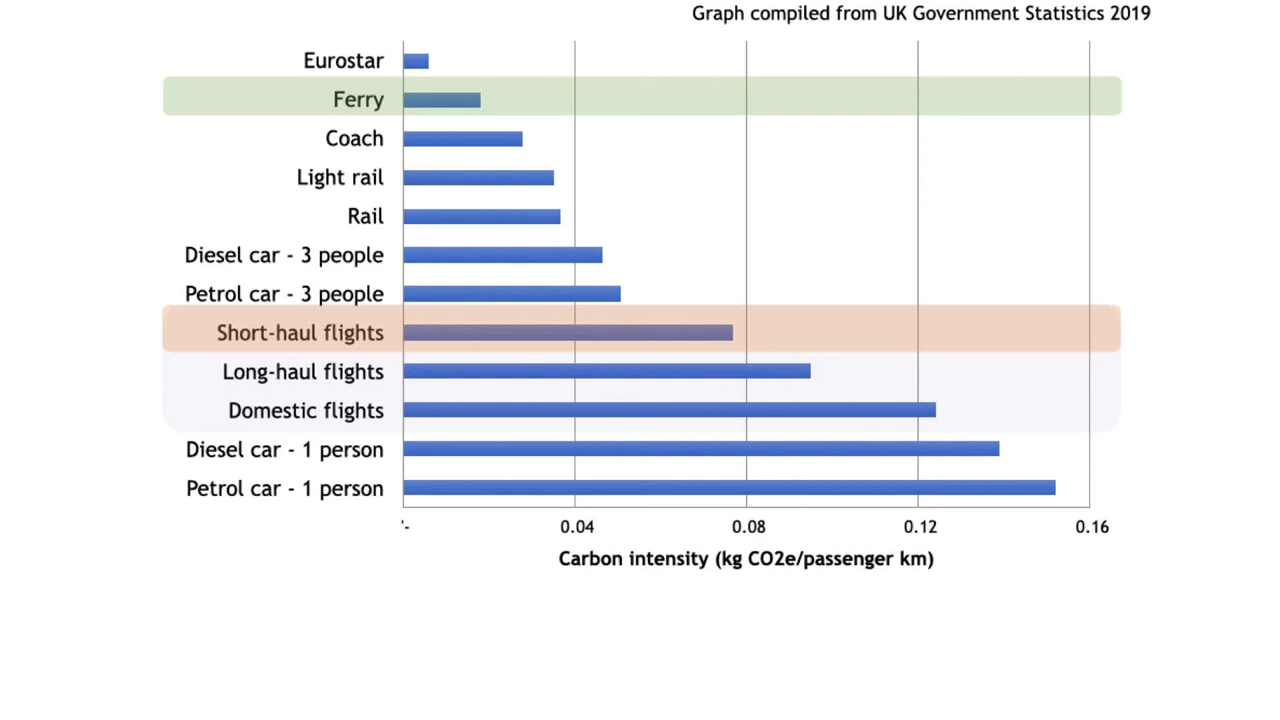 Graph compiled from UK Government Statistics 2019
Eurostar
Ferry
Coach
Light rail
Rail
Diesel car - 3 people
Petrol car - 3 people
Short-haul flights
Long-haul flights
Domestic flights
Diesel car - 1 person
Petrol car - 1 person
'- 0.04 0.08 0.12 0.16
Carbon intensity (kg CO2e/passenger km)